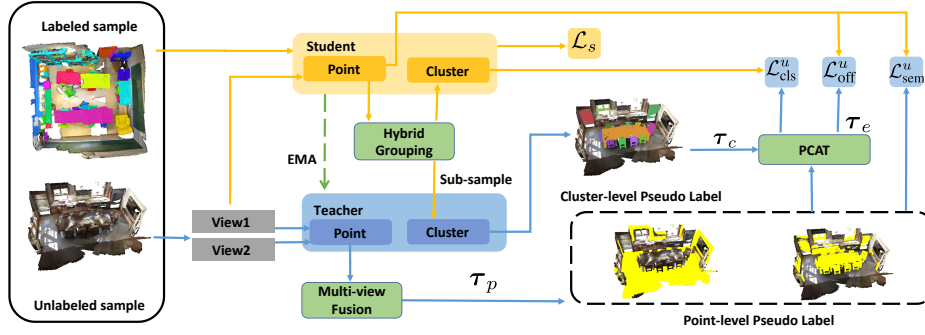 Labeled sample
Student
Point
Cluster
ℒ_s
ℒ^u_cls
ℒ^u_off
ℒ^u_sem
Hybrid
Grouping
EMA
Sub-sample
τ_c
τ_e
PCAT
Cluster-level Pseudo Label
Teacher
View1
View2
Point
Cluster
Multi-view
Fusion
τ_p
Unlabeled sample
Point-level Pseudo Label